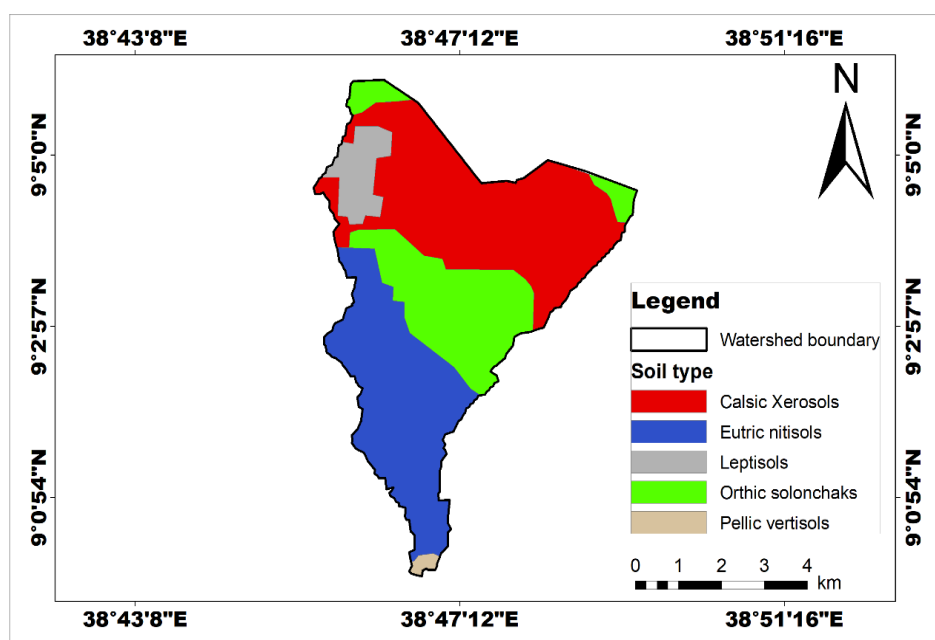 38°43'8"E 38°47'12"E 38°51'16"E
N
9°5'0"N 9°5'0"N
9°2'57"N 9°2'57"N
9°0'54"N 9°0'54"N
Legend
Watershed boundary
Soil type
Calsic Xerosols
Eutric nitisols
Leptisols
Orthic solonchaks
Pellic vertisols
0 1 2 3 4
km
38°43'8"E 38°47'12"E 38°51'16"E